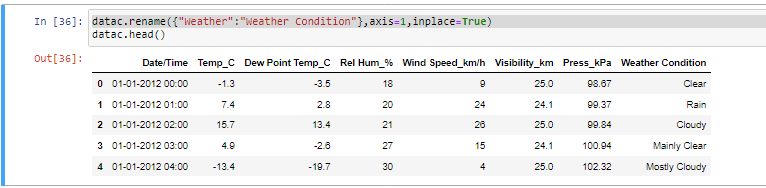 In [36]: datac.rename({"Weather":"Weather Condition"},axis=1,inplace=True)
datac.head()
Out[36]:
Date/Time Temp_C Dew Point Temp_C Rel Hum_% Wind Speed_km/h Visibility_km Press_kPa Weather Condition
0 01-01-2012 00:00 -1.3 -3.5 18 9 25.0 98.67 Clear
1 01-01-2012 01:00 7.4 2.8 20 24 24.1 99.37 Rain
2 01-01-2012 02:00 15.7 13.4 21 26 25.0 99.84 Cloudy
3 01-01-2012 03:00 4.9 -2.6 27 15 24.1 100.94 Mainly Clear
4 01-01-2012 04:00 -13.4 -19.7 30 4 25.0 102.32 Mostly Cloudy